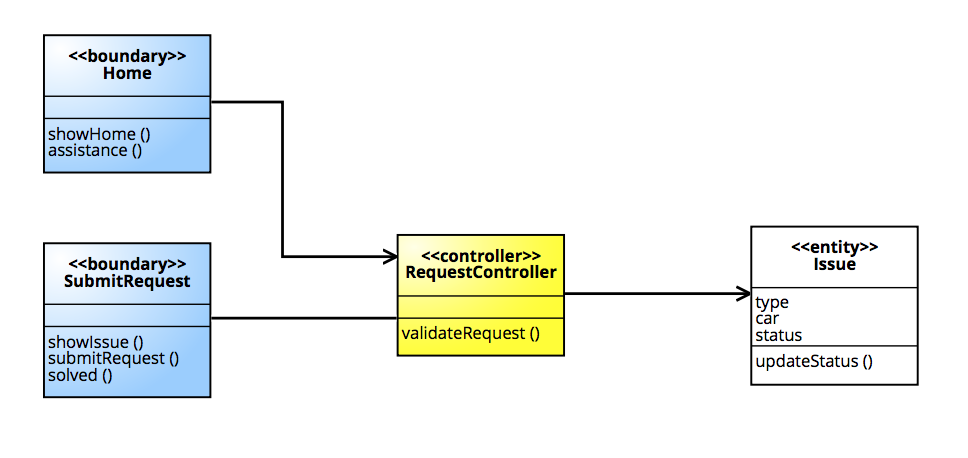 <<boundary>>
Home
showHome ()
assistance ()
<<boundary>>
SubmitRequest
showIssue ()
submitRequest ()
solved ()
<<controller>>
RequestController
validateRequest ()
<<entity>>
Issue
type
car
status
updateStatus ()